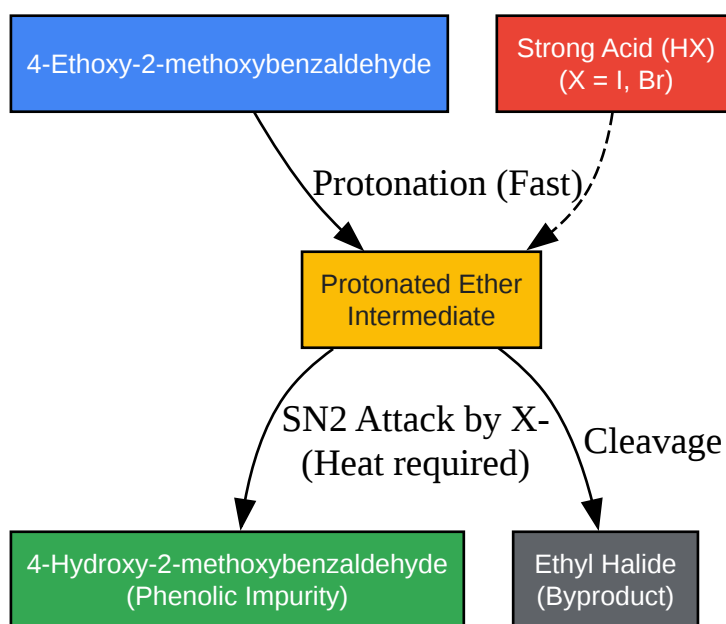 4-Ethoxy-2-methoxybenzaldehyde
Strong Acid (HX)
(X = I, Br)
Protonation (Fast)
Protonated Ether
Intermediate
SN2 Attack by X-
(Heat required)
Cleavage
4-Hydroxy-2-methoxybenzaldehyde
(Phenolic Impurity)
Ethyl Halide
(Byproduct)